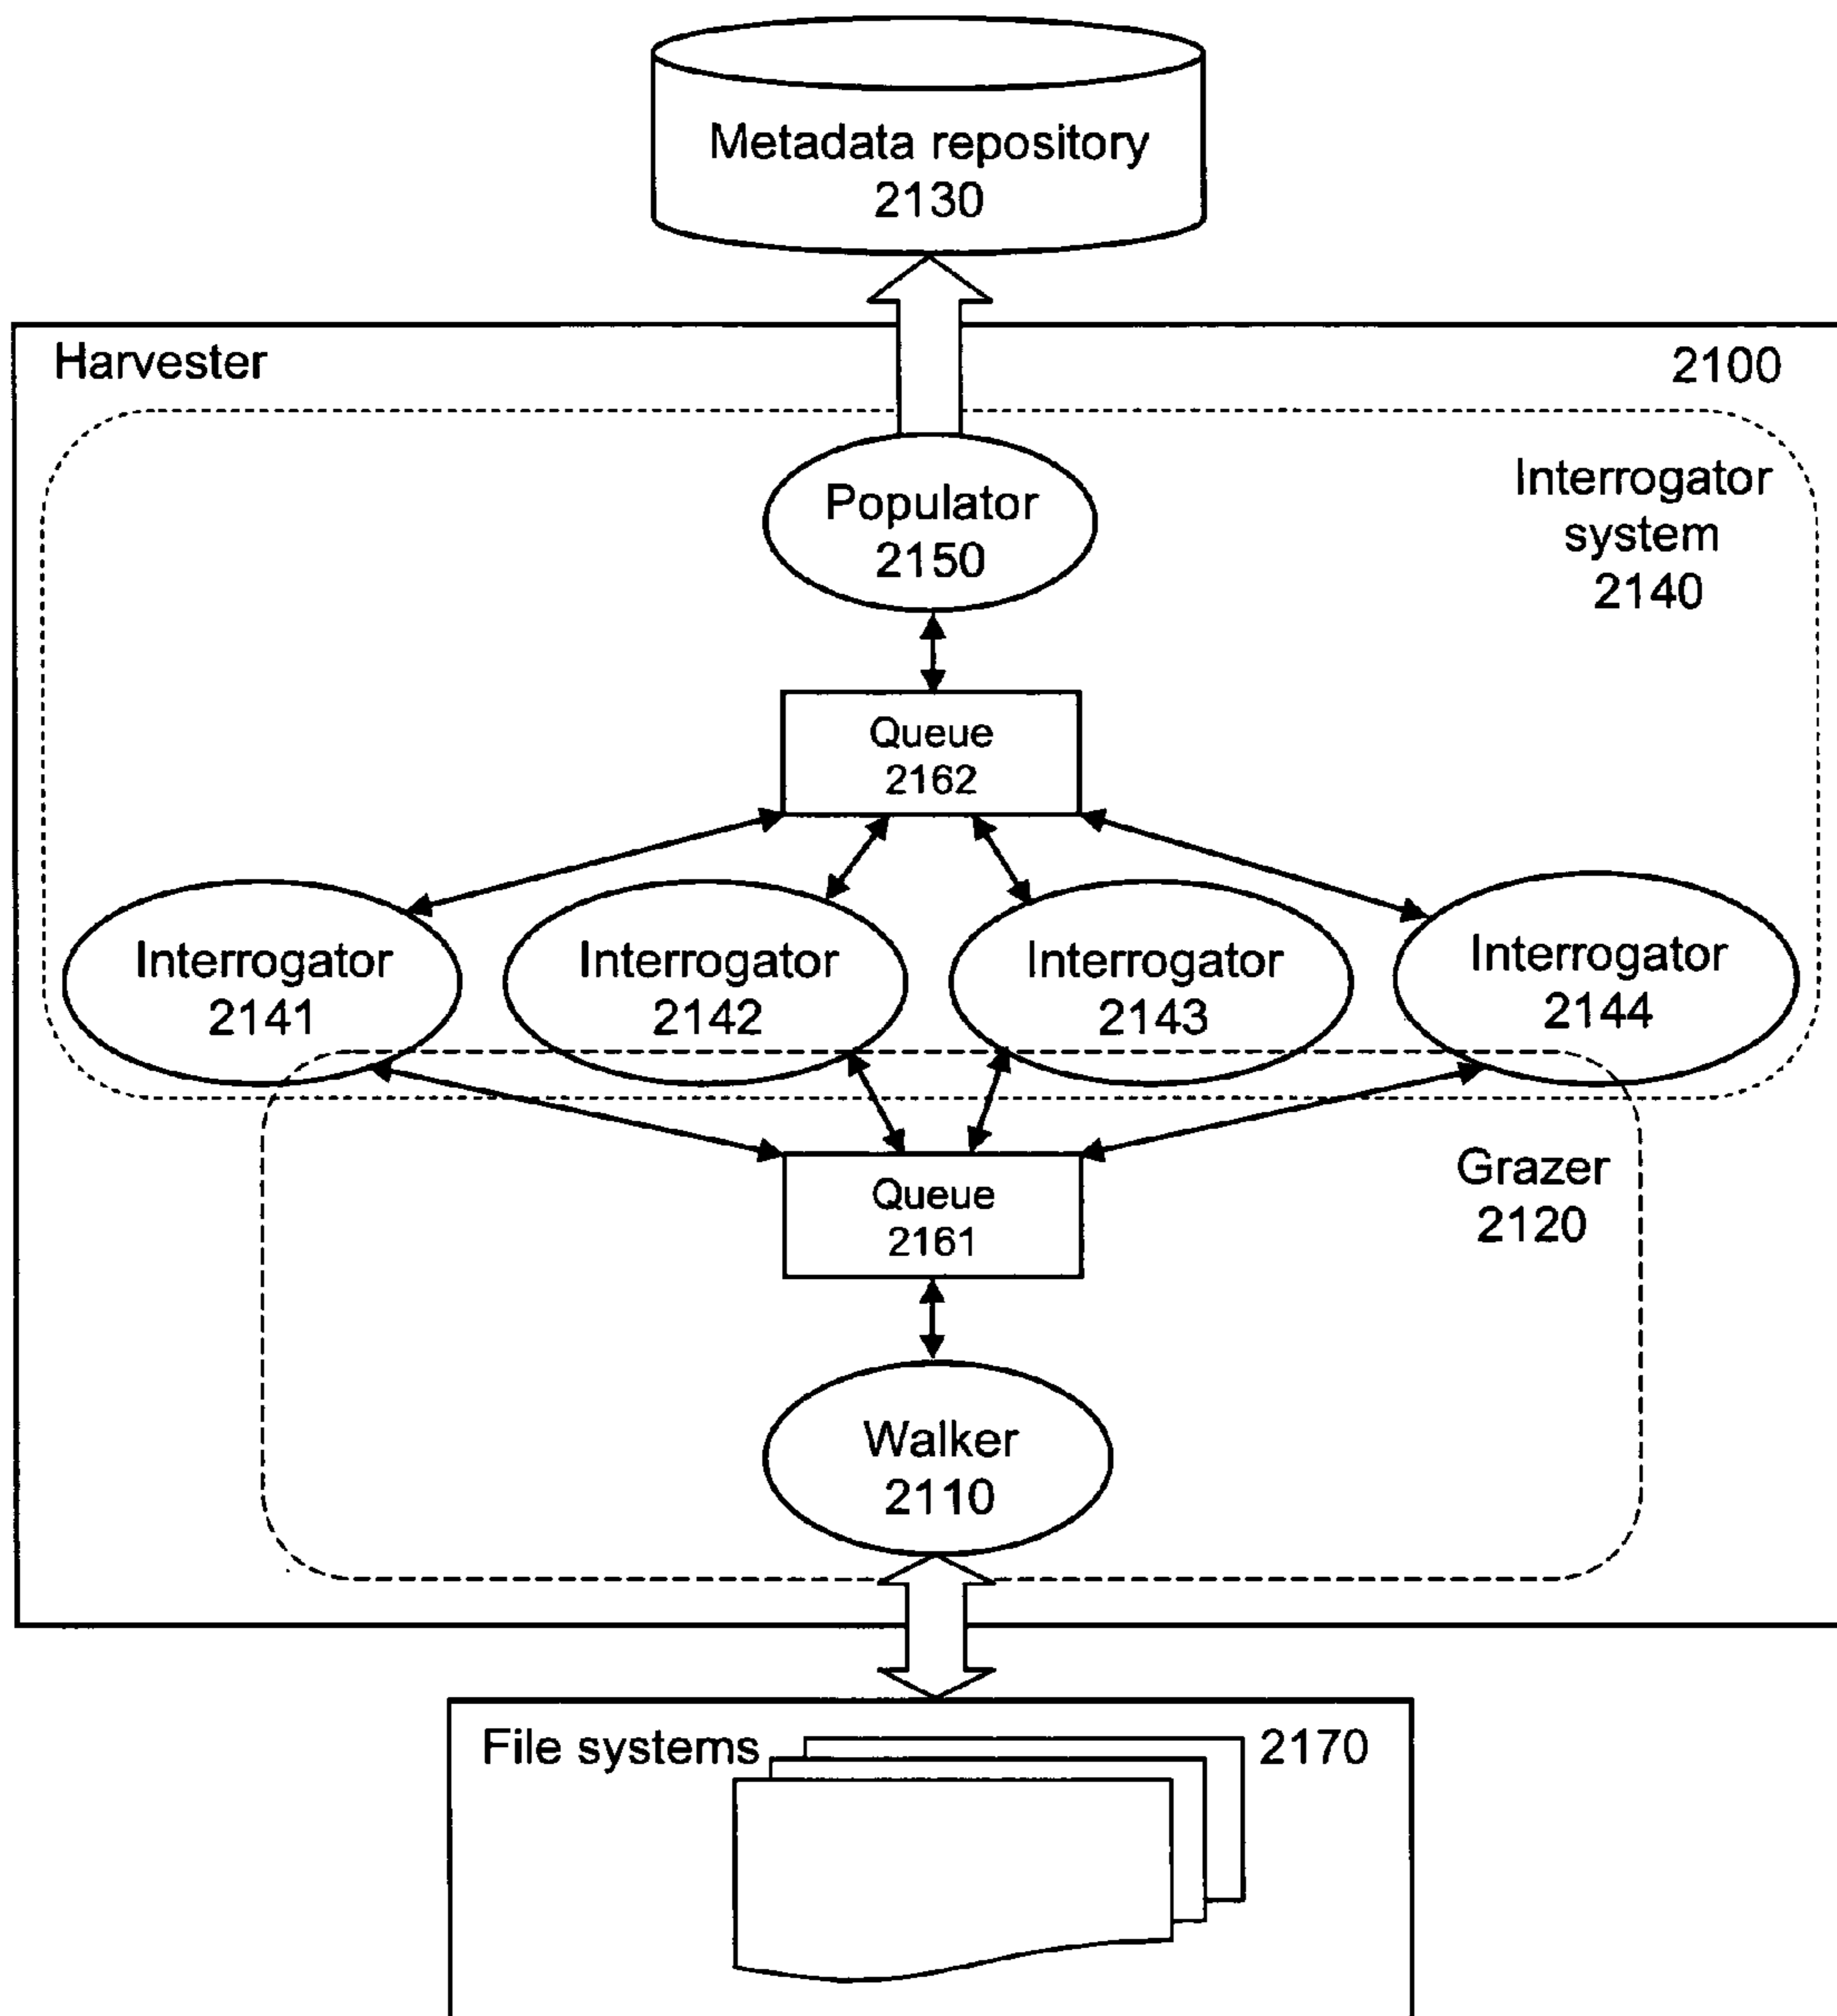 Metadata repository
2130
Harvester
2100
Populator
2150
Interrogator
system
2140
Queue
2162
Interrogator
2141
Interrogator
2142
Interrogator
2143
Interrogator
2144
Queue
2161
Grazer
2120
Walker
2110
File systems
2170